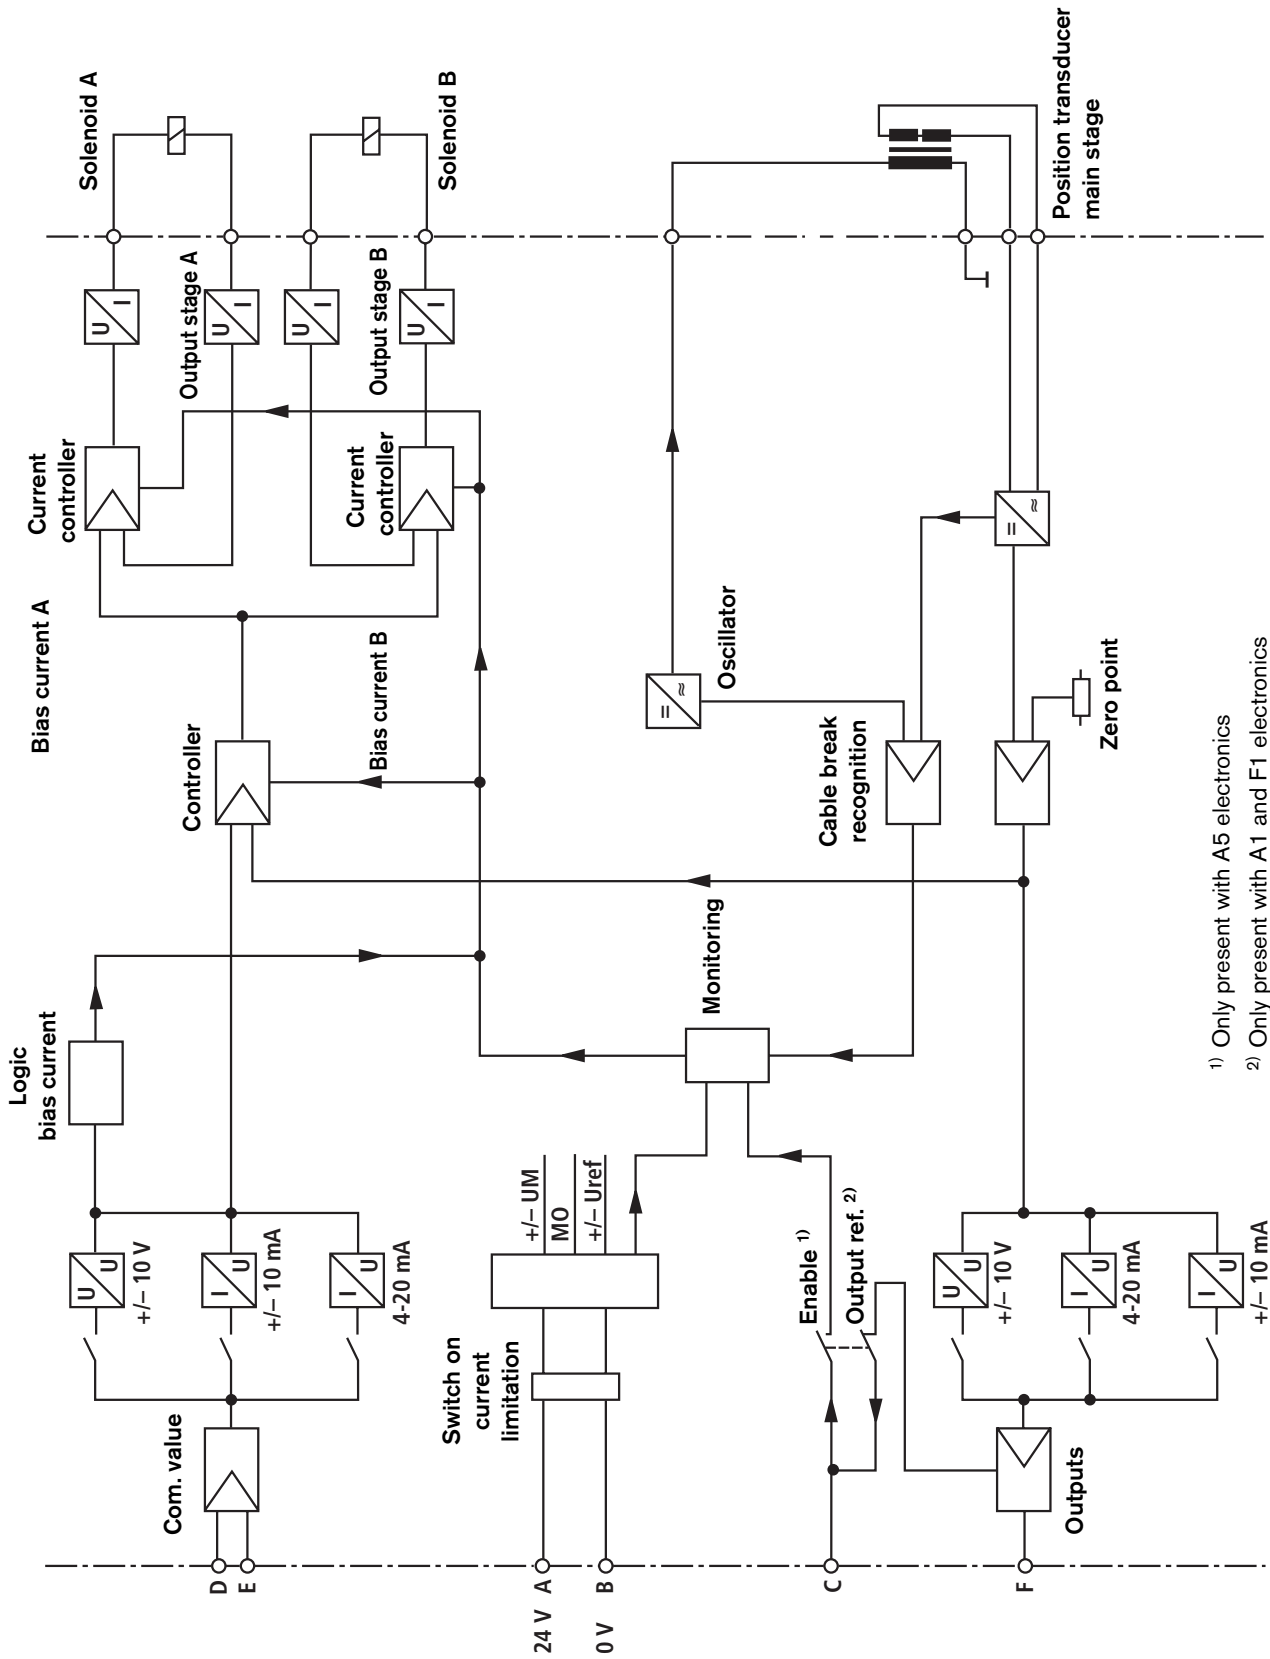 Solenoid A
Solenoid B
Position transducer
main stage
U
I
U
I
Output stage A
U
I
Output stage B
U
I
Current
controller
Current
controller
Bias current A
Bias current B
Controller
=
≈
Oscillator
=
≈
Cable break
recognition
Zero point
Monitoring
Logic
bias current
U
U
+/– 10 V
I
U
+/– 10 mA
I
U
4-20 mA
+/– UM
MO
+/– Uref
Switch on
current
limitation
Enable 1)
Output ref. 2)
U
U
+/– 10 V
I
U
4-20 mA
I
U
+/– 10 mA
Com. value
Outputs
D
E
24 V A
0 V B
C
F
1) Only present with A5 electronics
2) Only present with A1 and F1 electronics